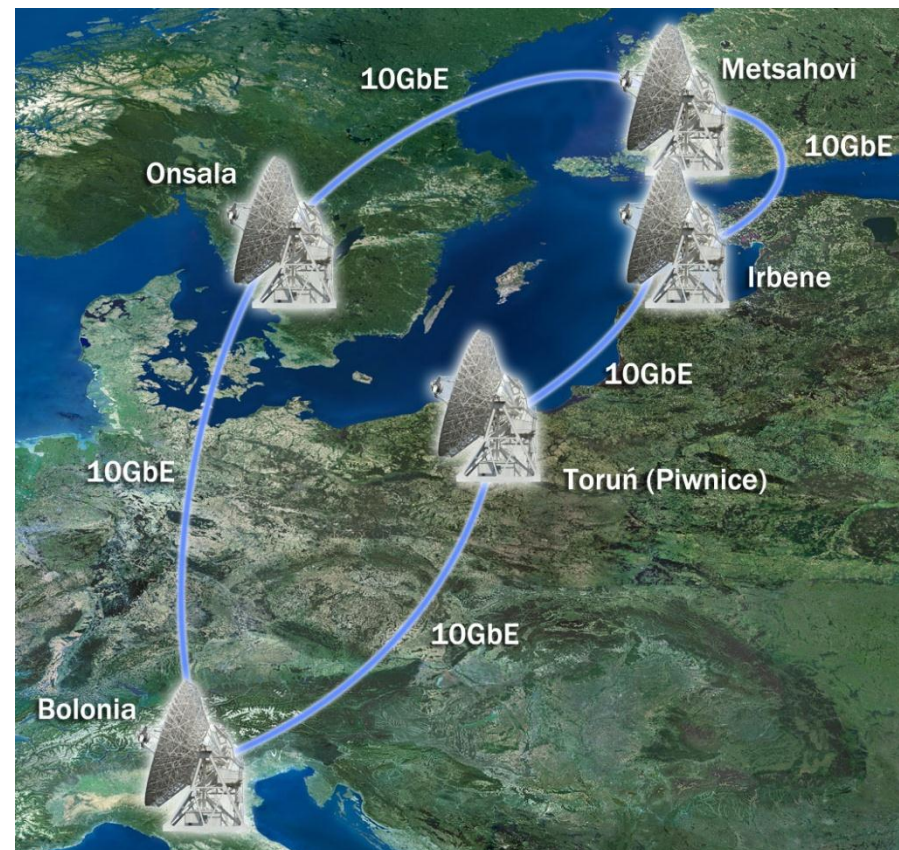 Metsahovi
10GbE
10GbE
Onsala
Irbene
10GbE
10GbE
Toruń (Piwnice)
10GbE
Bolonia